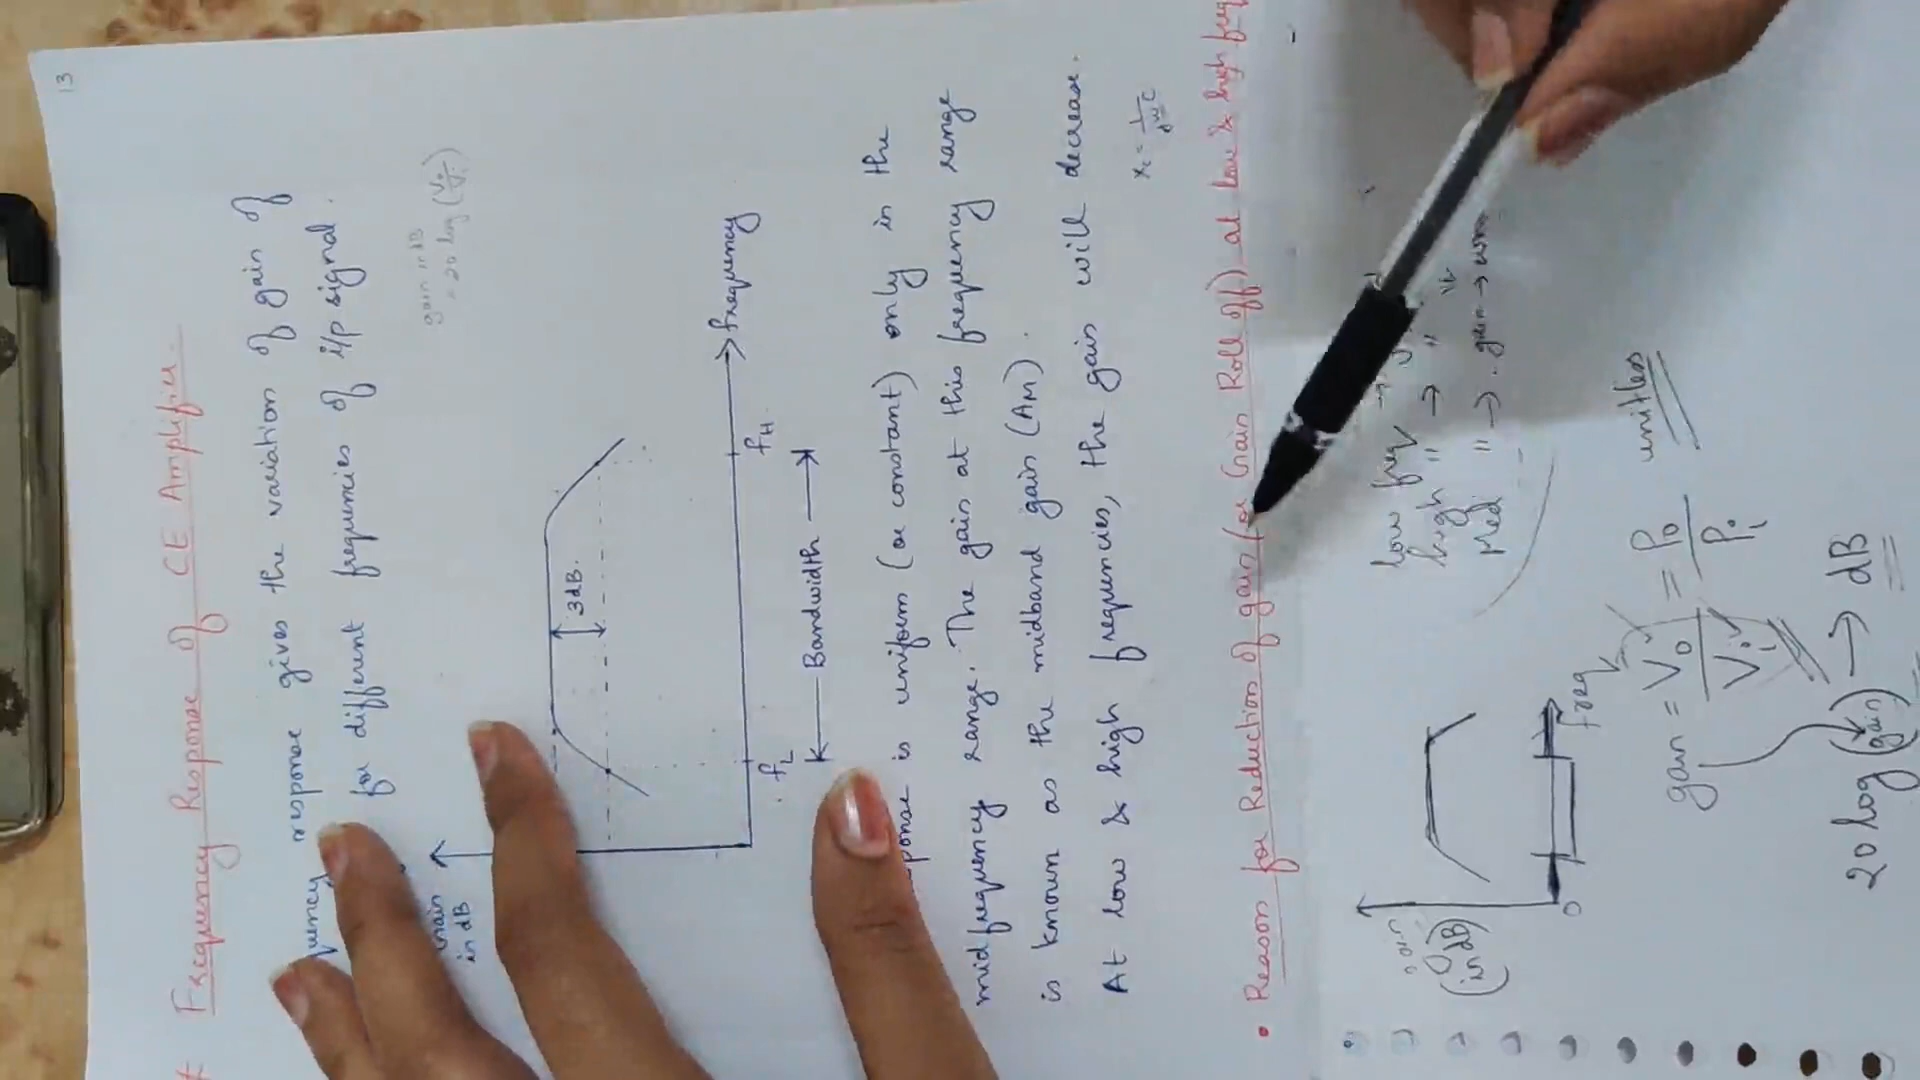 13
# Frequency Response of CE Amplifier.
quency response gives the variation of gain of
for different frequencies of i/p signal.
gain in dB
= 20 log (Vo/Vi)
Gain
in dB
3dB.
fL
fH
frequency
Bandwidth
ponse is uniform (or constant) only in the
midfrequency range. The gain at this frequency range
is known as the midband gain (AM).
At low & high frequencies, the gain will decrease.
Xc = 1/jωC
• Reason for Reduction of gain (or Gain Roll off) at low & high freq
low freq →
high " → "
Med " → gain →
Gain
(in dB)
0
freq
gain = Vo/Vi = Po/Pi unitless
20 log (gain) → dB